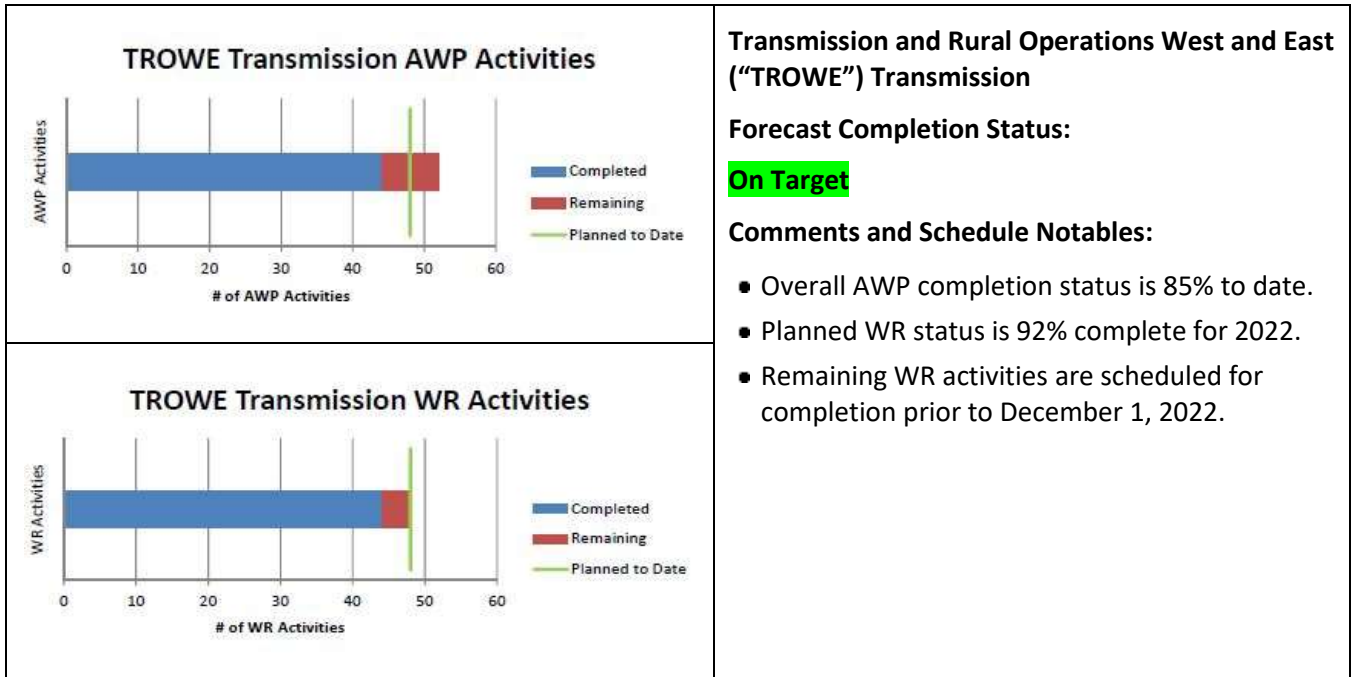 TROWE Transmission AWP Activities
AWP Activities
Completed
Remaining
Planned to Date
0 10 20 30 40 50 60
# of AWP Activities
TROWE Transmission WR Activities
WR Activities
Completed
Remaining
Planned to Date
0 10 20 30 40 50 60
# of WR Activities
Transmission and Rural Operations West and East
(“TROWE”) Transmission
Forecast Completion Status:
On Target
Comments and Schedule Notables:
• Overall AWP completion status is 85% to date.
• Planned WR status is 92% complete for 2022.
• Remaining WR activities are scheduled for
completion prior to December 1, 2022.